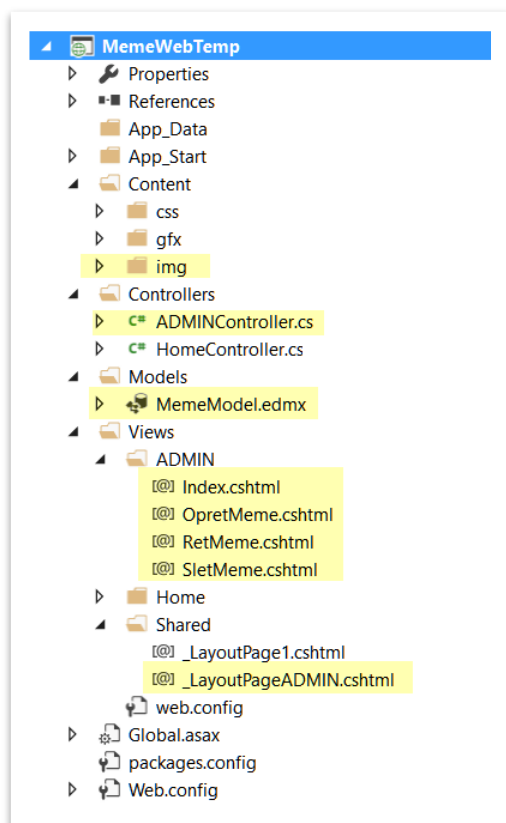 MemeWebTemp
Properties
References
App_Data
App_Start
Content
css
gfx
img
Controllers
C# ADMINController.cs
C# HomeController.cs
Models
MemeModel.edmx
Views
ADMIN
[@] Index.cshtml
[@] OpretMeme.cshtml
[@] RetMeme.cshtml
[@] SletMeme.cshtml
Home
Shared
[@] _LayoutPage1.cshtml
[@] _LayoutPageADMIN.cshtml
web.config
Global.asax
packages.config
Web.config